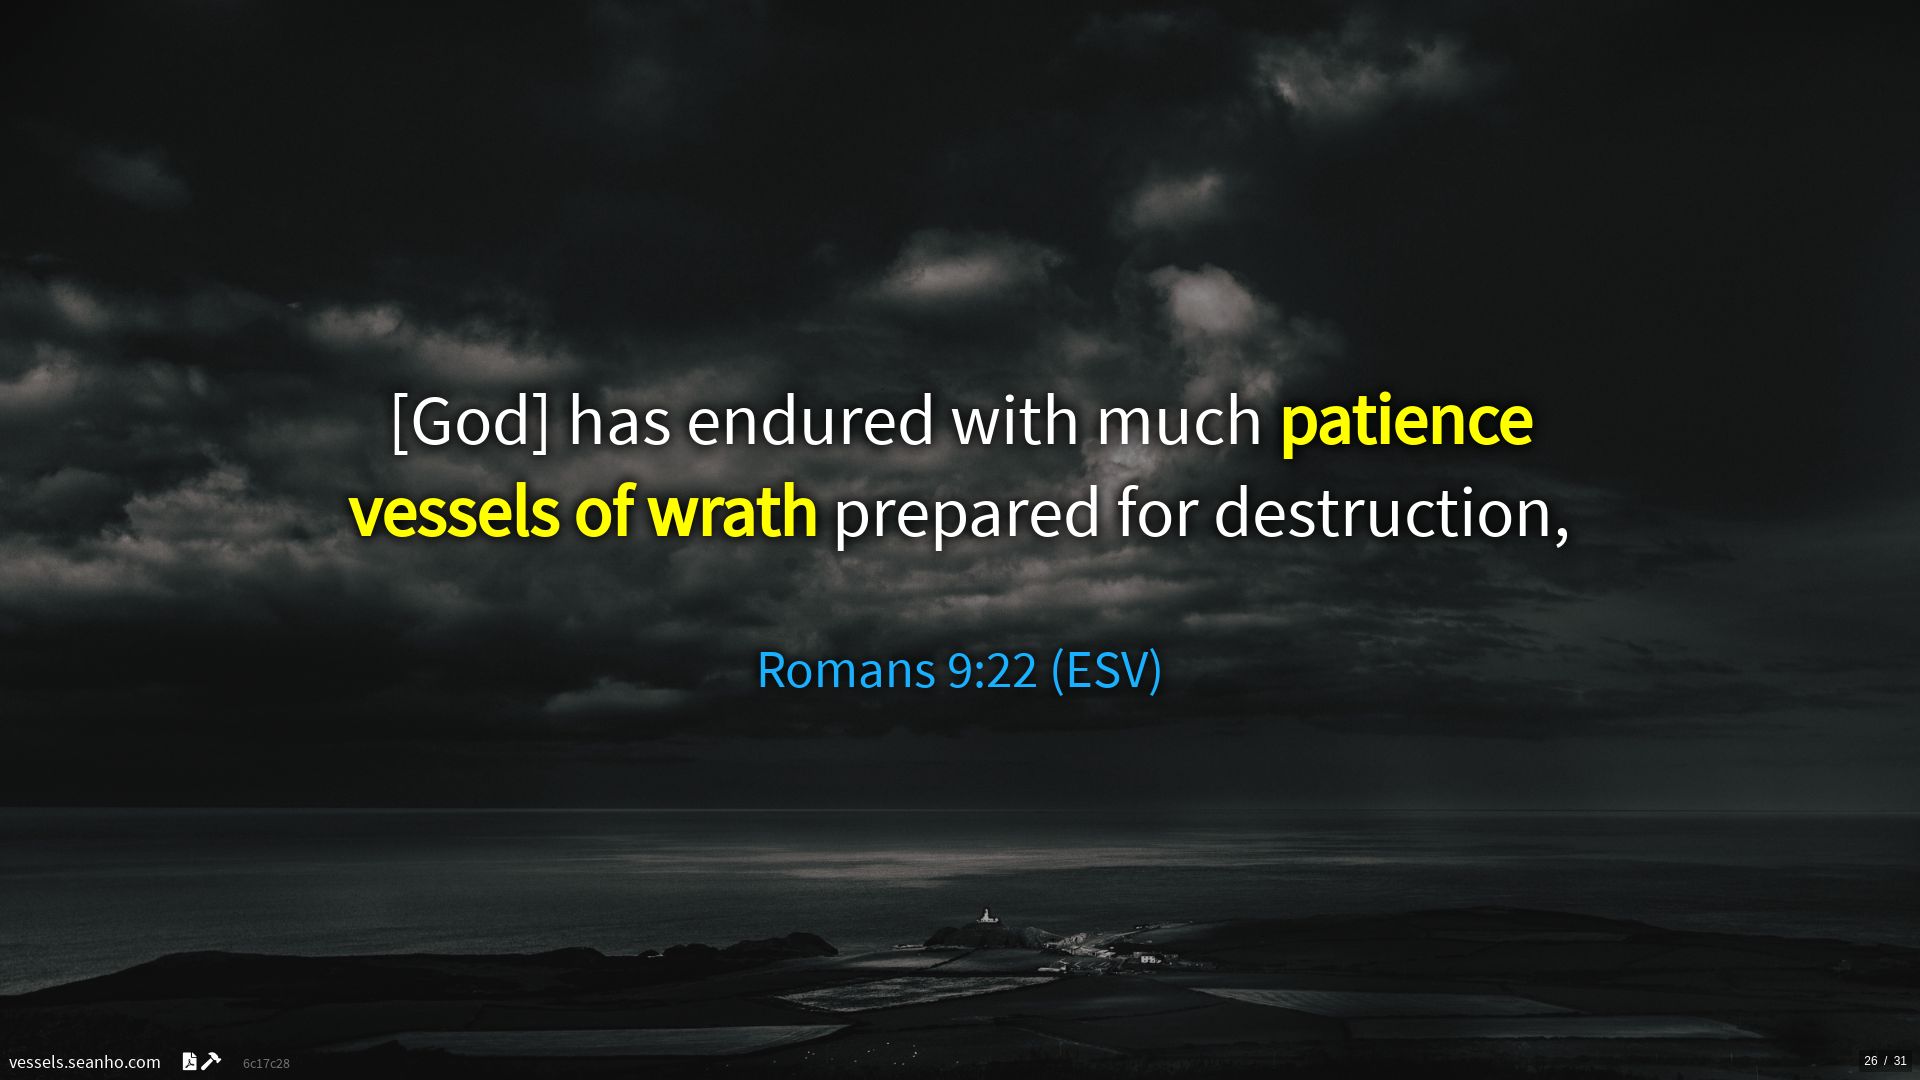 [God] has endured with much patience
vessels of wrath prepared for destruction,
Romans 9:22 (ESV)
vessels.seanho.com
6c17c28
26 / 31